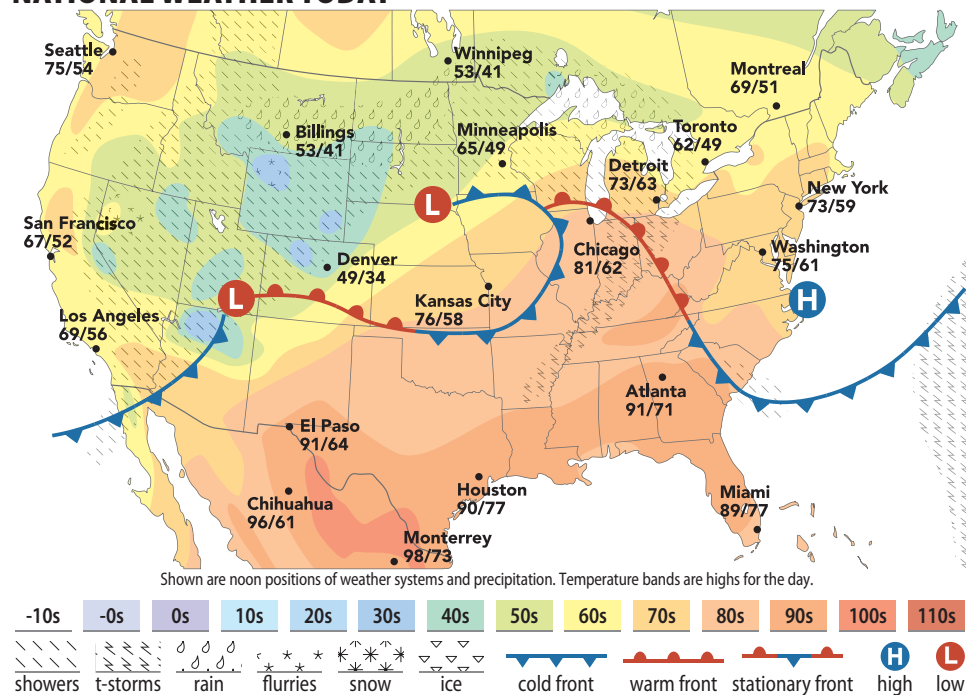 NATIONAL WEATHER TODAY
Seattle
75/54
Winnipeg
53/41
Montreal
69/51
Billings
53/41
Minneapolis
65/49
Toronto
62/49
Detroit
73/63
New York
73/59
L
San Francisco
67/52
Chicago
81/62
Washington
75/61
Denver
49/34
L
Kansas City
76/58
H
Los Angeles
69/56
Atlanta
91/71
El Paso
91/64
Chihuahua
96/61
Houston
90/77
Miami
89/77
Monterrey
98/73
Shown are noon positions of weather systems and precipitation. Temperature bands are highs for the day.
-10s -0s 0s 10s 20s 30s 40s 50s 60s 70s 80s 90s 100s 110s
H L
showers t-storms rain flurries snow ice cold front warm front stationary front high low